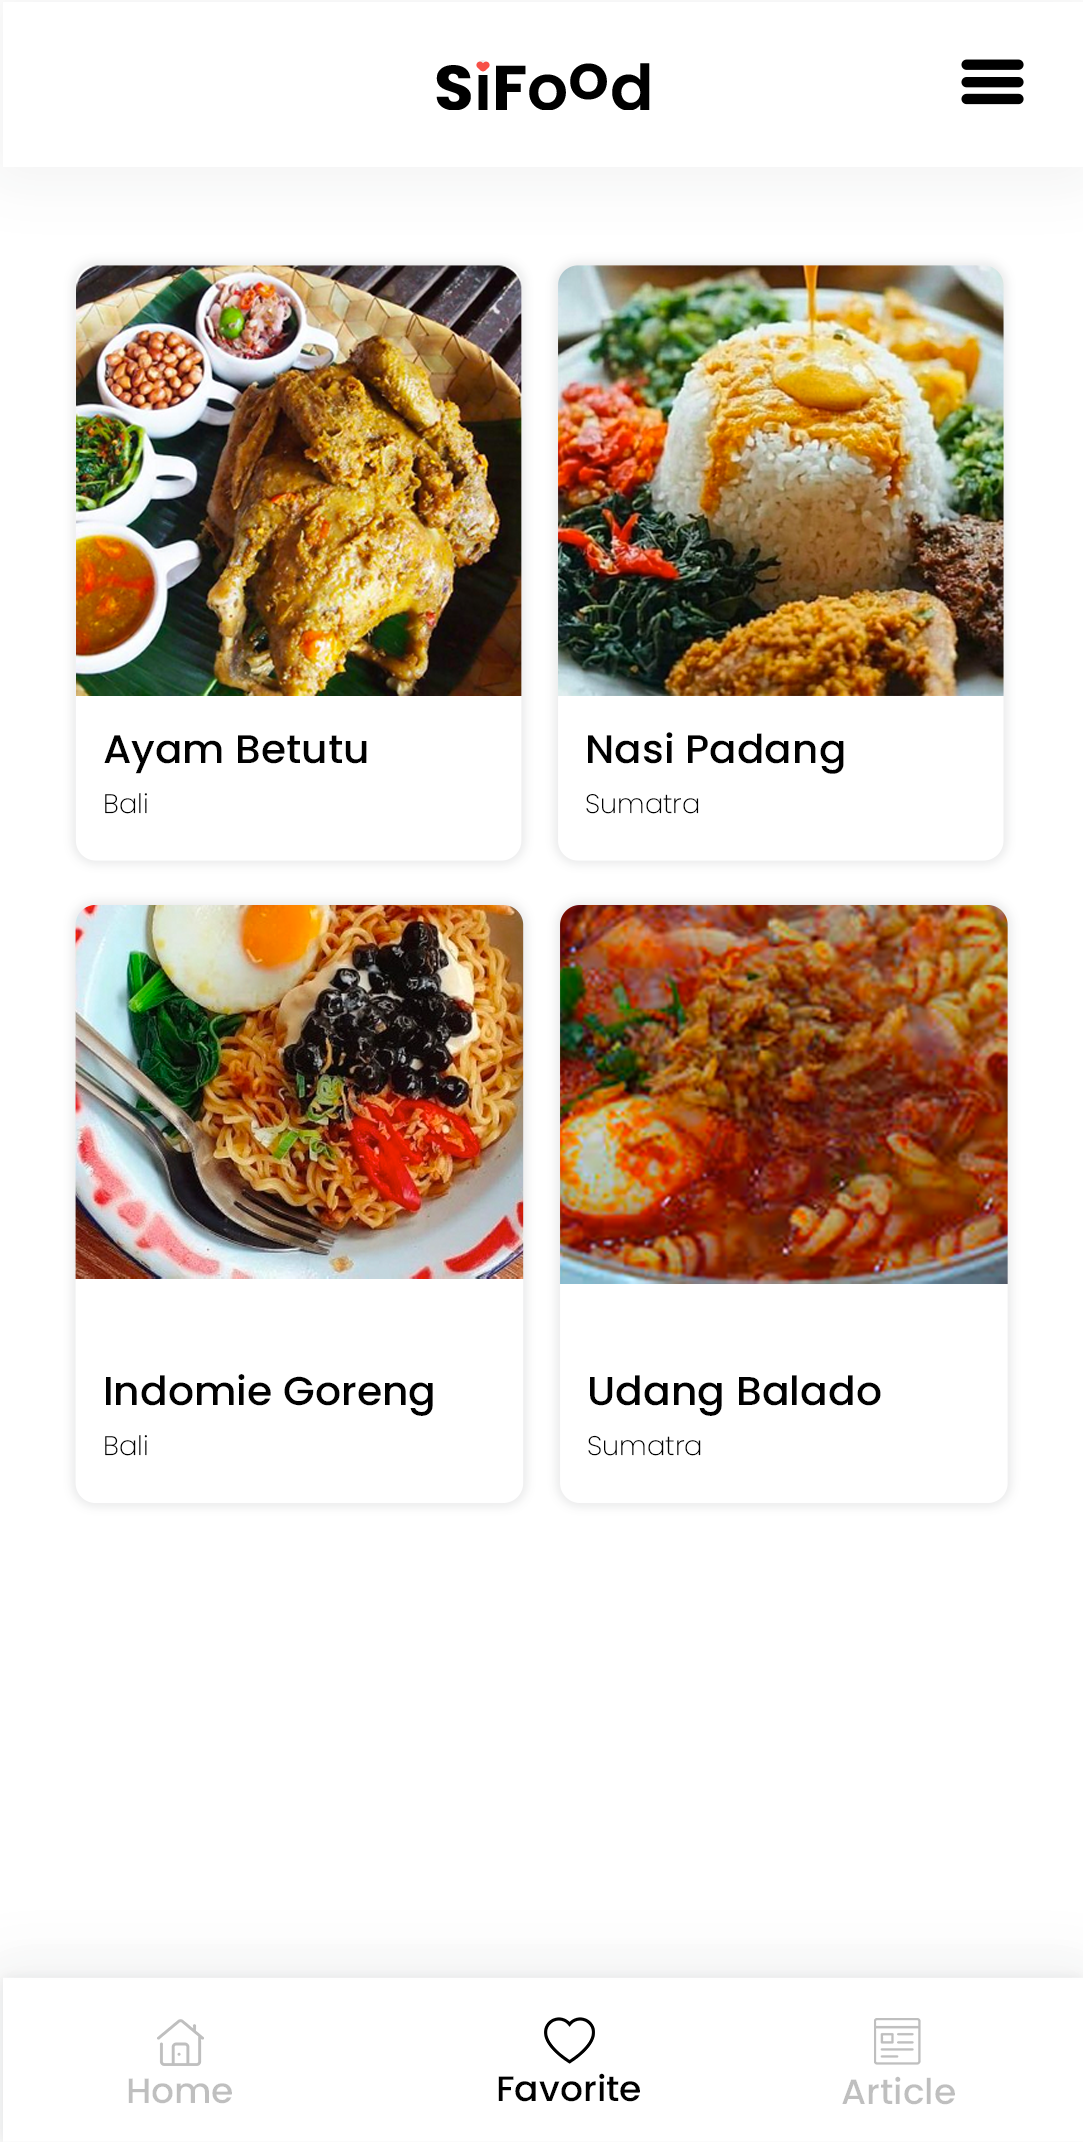 SiFood
Ayam Betutu
Bali
Nasi Padang
Sumatra
Indomie Goreng
Bali
Udang Balado
Sumatra
Home
Favorite
Article